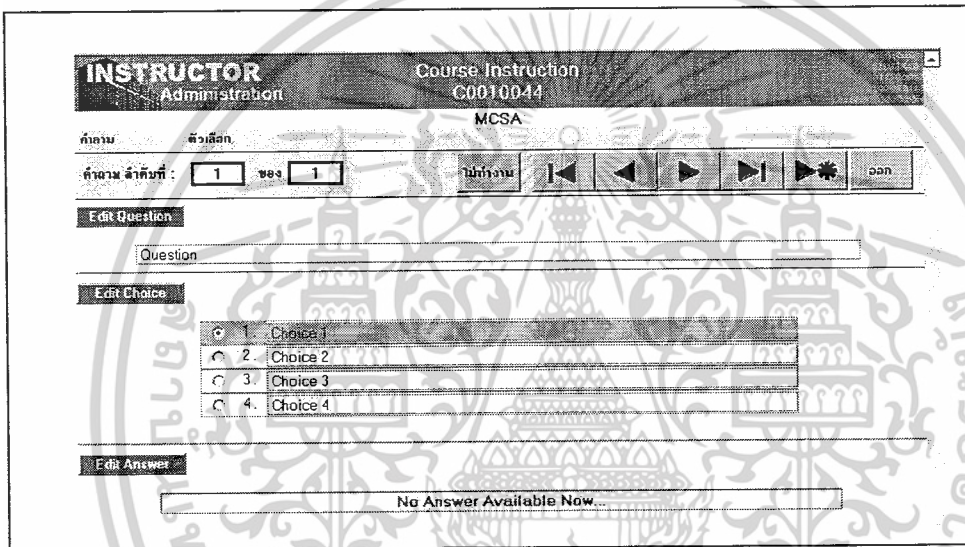 INSTRUCTOR
Administration
Course Instruction
C0010044
MCSA
คำถาม ตัวเลือก
คำถาม ลำดับที่ : 1 ของ 1 ไม่ทำงาน ออก
Edit Question
Question
Edit Choice
1. Choice 1
2. Choice 2
3. Choice 3
4. Choice 4
Edit Answer
No Answer Available Now...